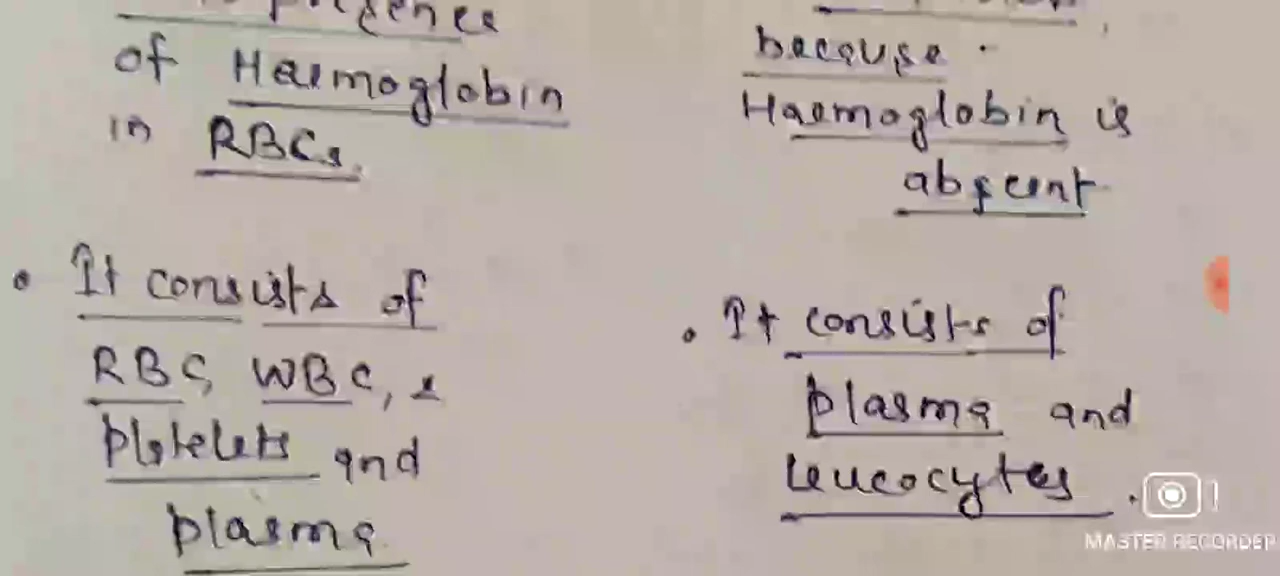 of Haemoglobin
in RBCs.
because
Haemoglobin is
abscent
• It consists of
RBC, WBC, &
platelets and
plasma
• It consists of
plasma and
leucocytes.
MASTER RECORDER